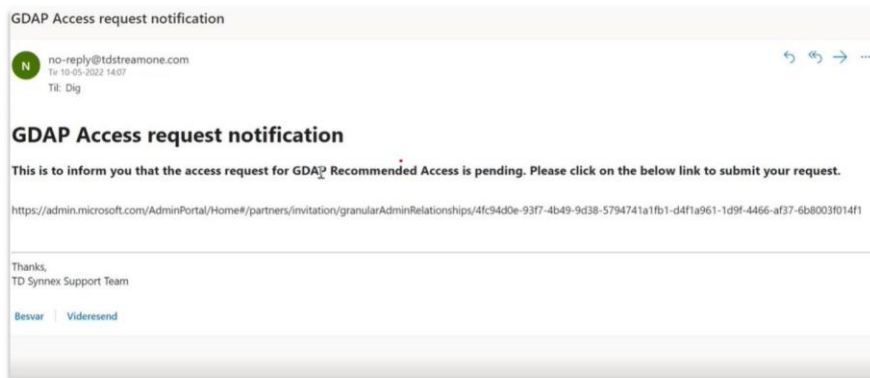 GDAP Access request notification
N
no-reply@tdstreamone.com
Tir 10-05-2022 14:07
Til: Dig
GDAP Access request notification
This is to inform you that the access request for GDAP Recommended Access is pending. Please click on the below link to submit your request.
https://admin.microsoft.com/AdminPortal/Home#/partners/invitation/granularAdminRelationships/4fc94d0e-93f7-4b49-9d38-5794741a1fb1-d4f1a961-1d9f-4466-af37-6b8003f014f1
Thanks,
TD Synnex Support Team
Besvar Videresend